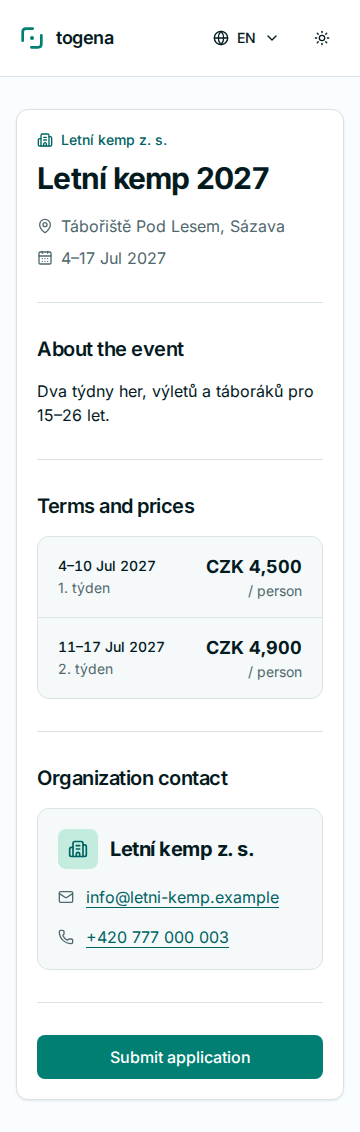 togena
EN
Letní kemp z. s.
Letní kemp 2027
Tábořiště Pod Lesem, Sázava
4–17 Jul 2027
About the event
Dva týdny her, výletů a táboráků pro
15–26 let.
Terms and prices
4–10 Jul 2027
CZK 4,500
1. týden
/ person
11–17 Jul 2027
CZK 4,900
2. týden
/ person
Organization contact
Letní kemp z. s.
info@letni-kemp.example
+420 777 000 003
Submit application